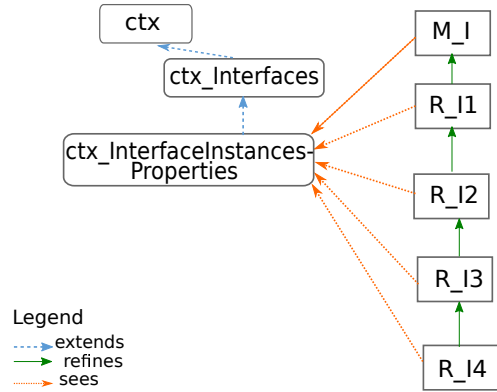 ctx
M_I
ctx_Interfaces
R_I1
ctx_InterfaceInstances-
Properties
R_I2
R_I3
Legend
extends
refines
sees
R_I4